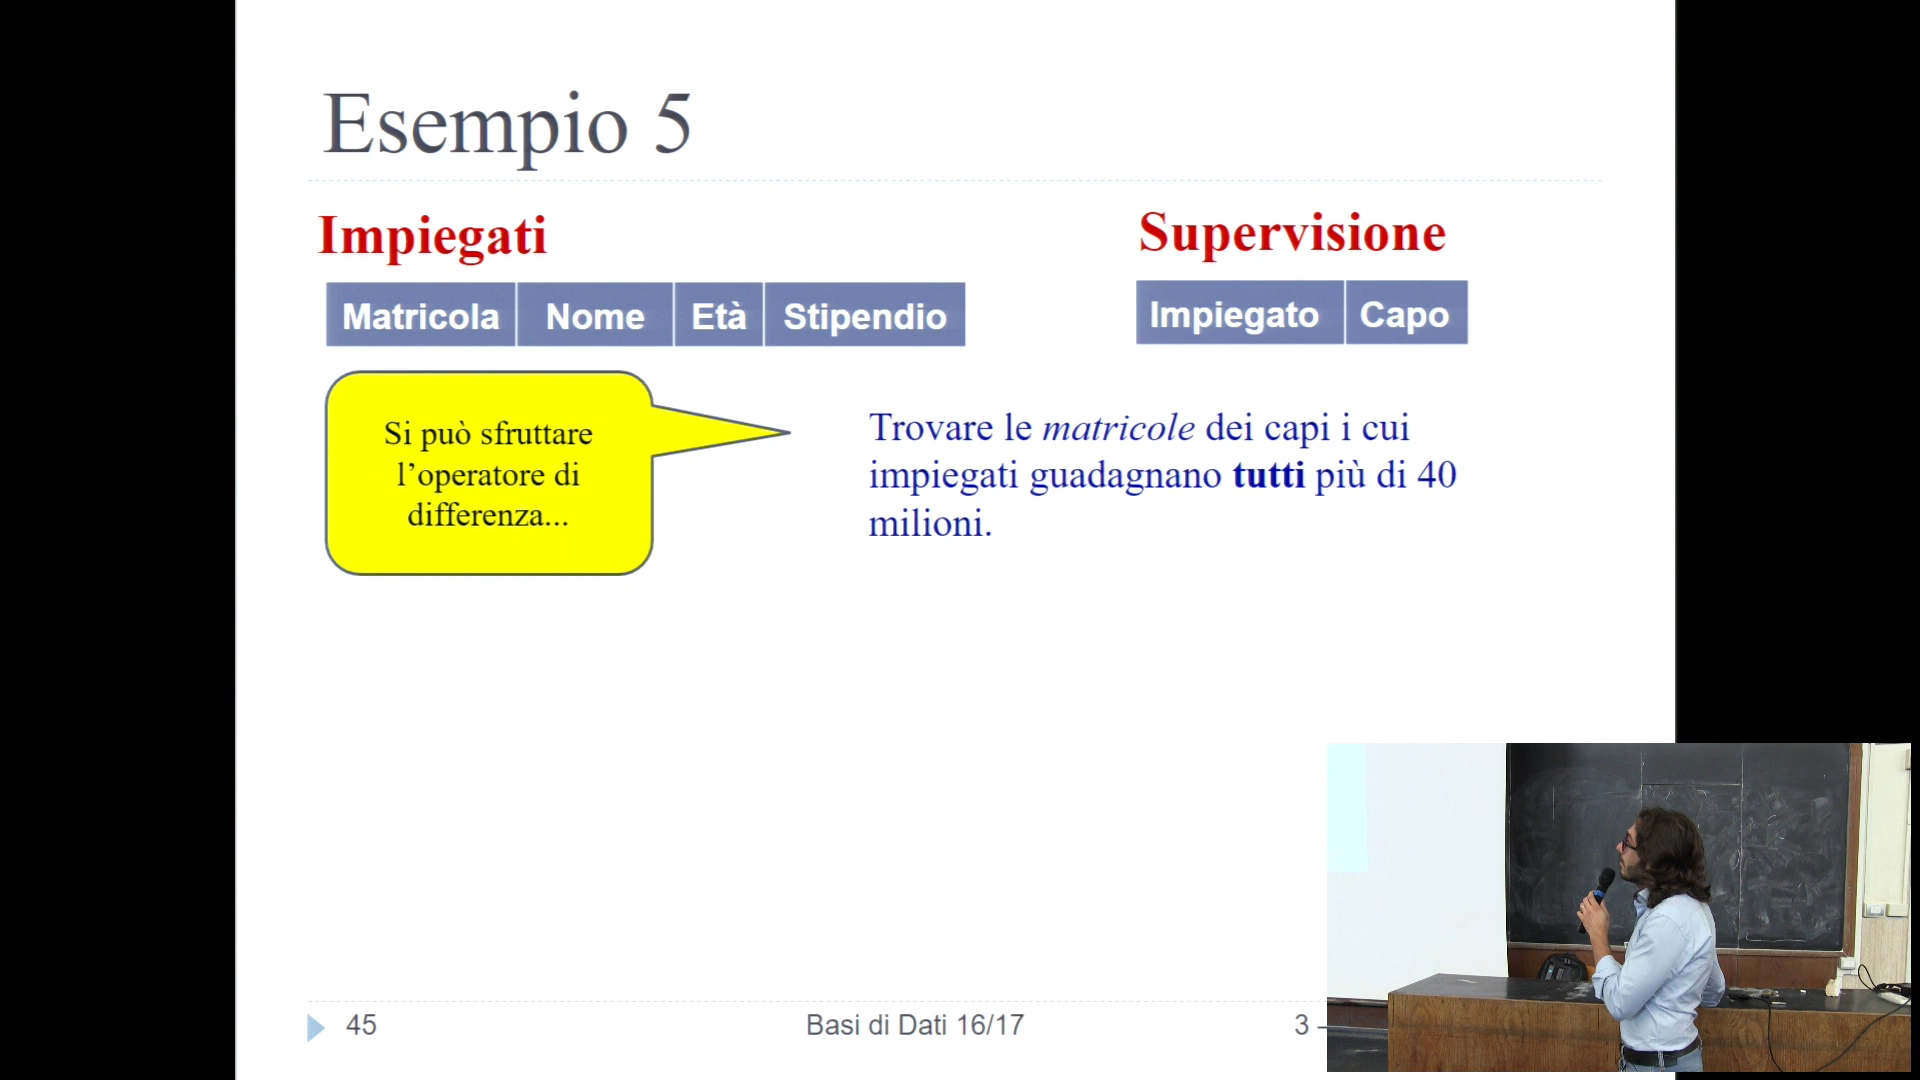 Esempio 5
Impiegati
Supervisione
Matricola Nome Età Stipendio
Impiegato Capo
Si può sfruttare
l’operatore di
differenza...
Trovare le matricole dei capi i cui
impiegati guadagnano tutti più di 40
milioni.
45
Basi di Dati 16/17
3 –